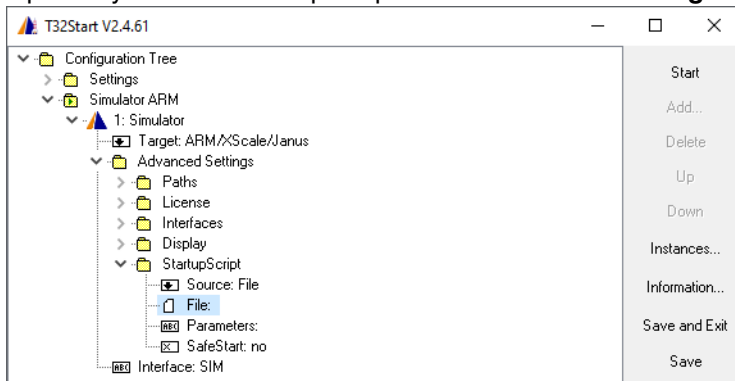 T32Start V2.4.61
Configuration Tree
Settings
Simulator ARM
1: Simulator
Target: ARM/XScale/Janus
Advanced Settings
Paths
License
Interfaces
Display
StartupScript
Source: File
File:
ABC Parameters:
SafeStart: no
ABC Interface: SIM
Start
Add...
Delete
Up
Down
Instances...
Information...
Save and Exit
Save